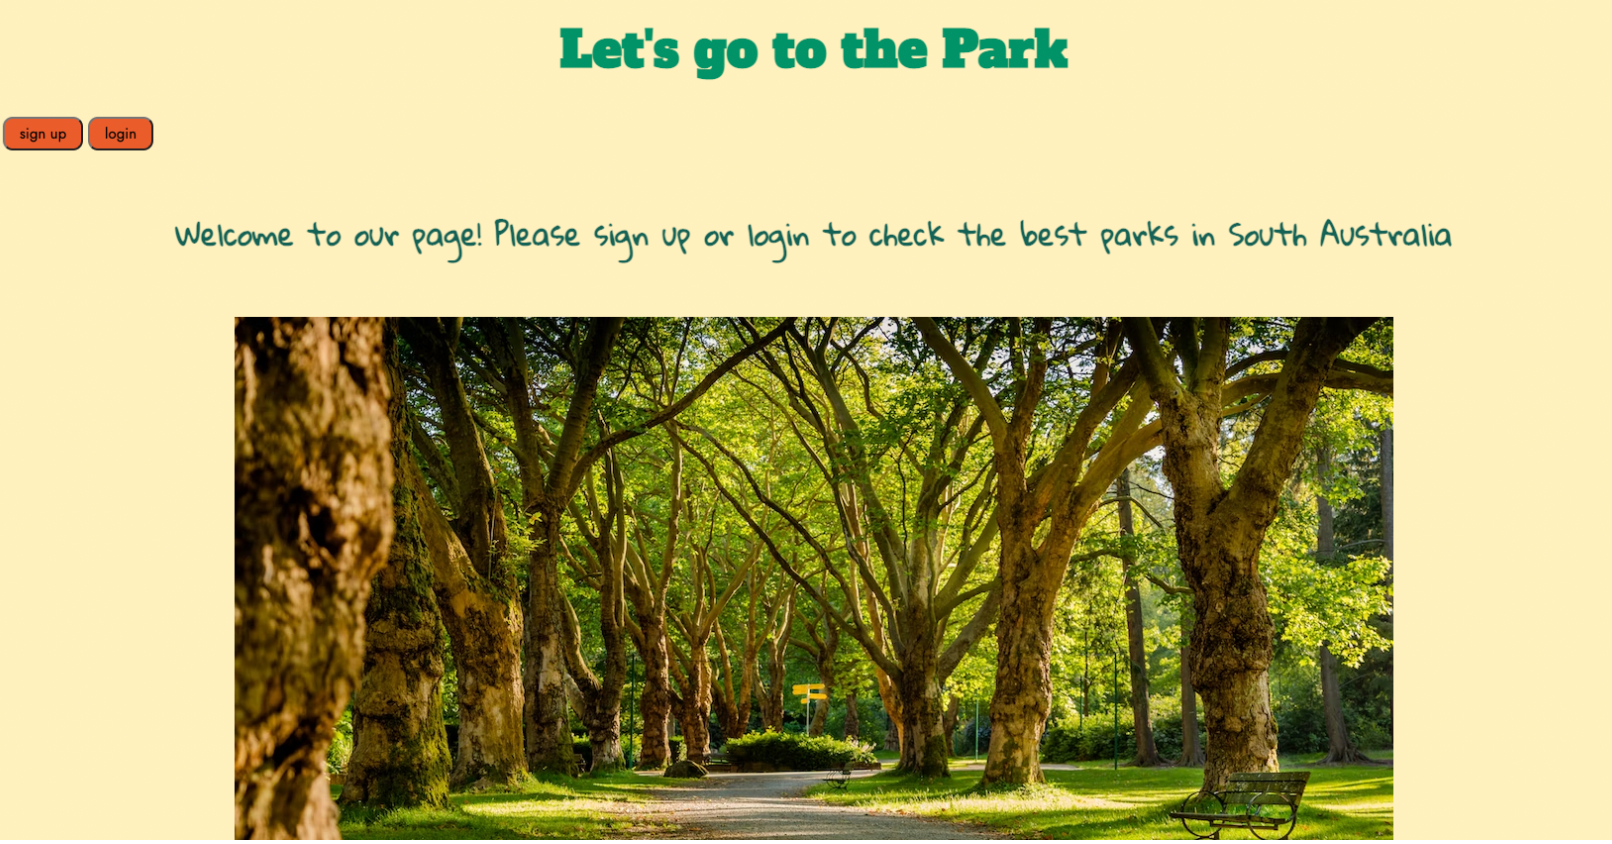 Let's go to the Park
sign up login
Welcome to our page! Please sign up or login to check the best parks in South Australia